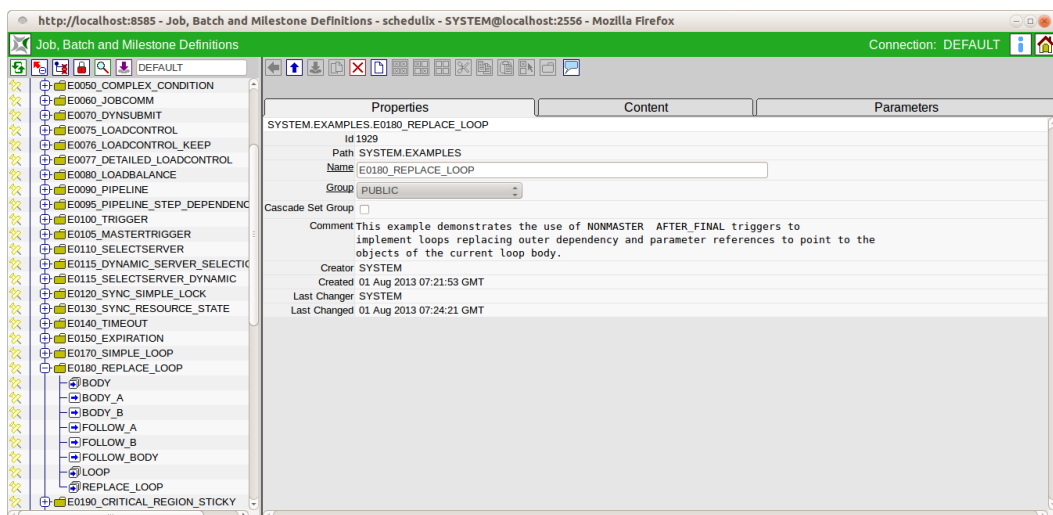 http://localhost:8585 - Job, Batch and Milestone Definitions - schedulix - SYSTEM@localhost:2556 - Mozilla Firefox
Job, Batch and Milestone Definitions
Connection: DEFAULT
DEFAULT
E0050_COMPLEX_CONDITION
E0060_JOBCOMM
E0070_DYNSUBMIT
E0075_LOADCONTROL
E0076_LOADCONTROL_KEEP
E0077_DETAILED_LOADCONTROL
E0080_LOADBALANCE
E0090_PIPELINE
E0095_PIPELINE_STEP_DEPENDENC
E0100_TRIGGER
E0105_MASTERTRIGGER
E0110_SELECTSERVER
E0115_DYNAMIC_SERVER_SELECTIO
E0115_SELECTSERVER_DYNAMIC
E0120_SYNC_SIMPLE_LOCK
E0130_SYNC_RESOURCE_STATE
E0140_TIMEOUT
E0150_EXPIRATION
E0170_SIMPLE_LOOP
E0180_REPLACE_LOOP
BODY
BODY_A
BODY_B
FOLLOW_A
FOLLOW_B
FOLLOW_BODY
LOOP
REPLACE_LOOP
E0190_CRITICAL_REGION_STICKY
Properties
Content
Parameters
SYSTEM.EXAMPLES.E0180_REPLACE_LOOP
Id 1929
Path SYSTEM.EXAMPLES
Name E0180_REPLACE_LOOP
Group PUBLIC
Cascade Set Group
Comment This example demonstrates the use of NONMASTER  AFTER_FINAL triggers to
implement loops replacing outer dependency and parameter references to point to the
objects of the current loop body.
Creator SYSTEM
Created 01 Aug 2013 07:21:53 GMT
Last Changer SYSTEM
Last Changed 01 Aug 2013 07:24:21 GMT